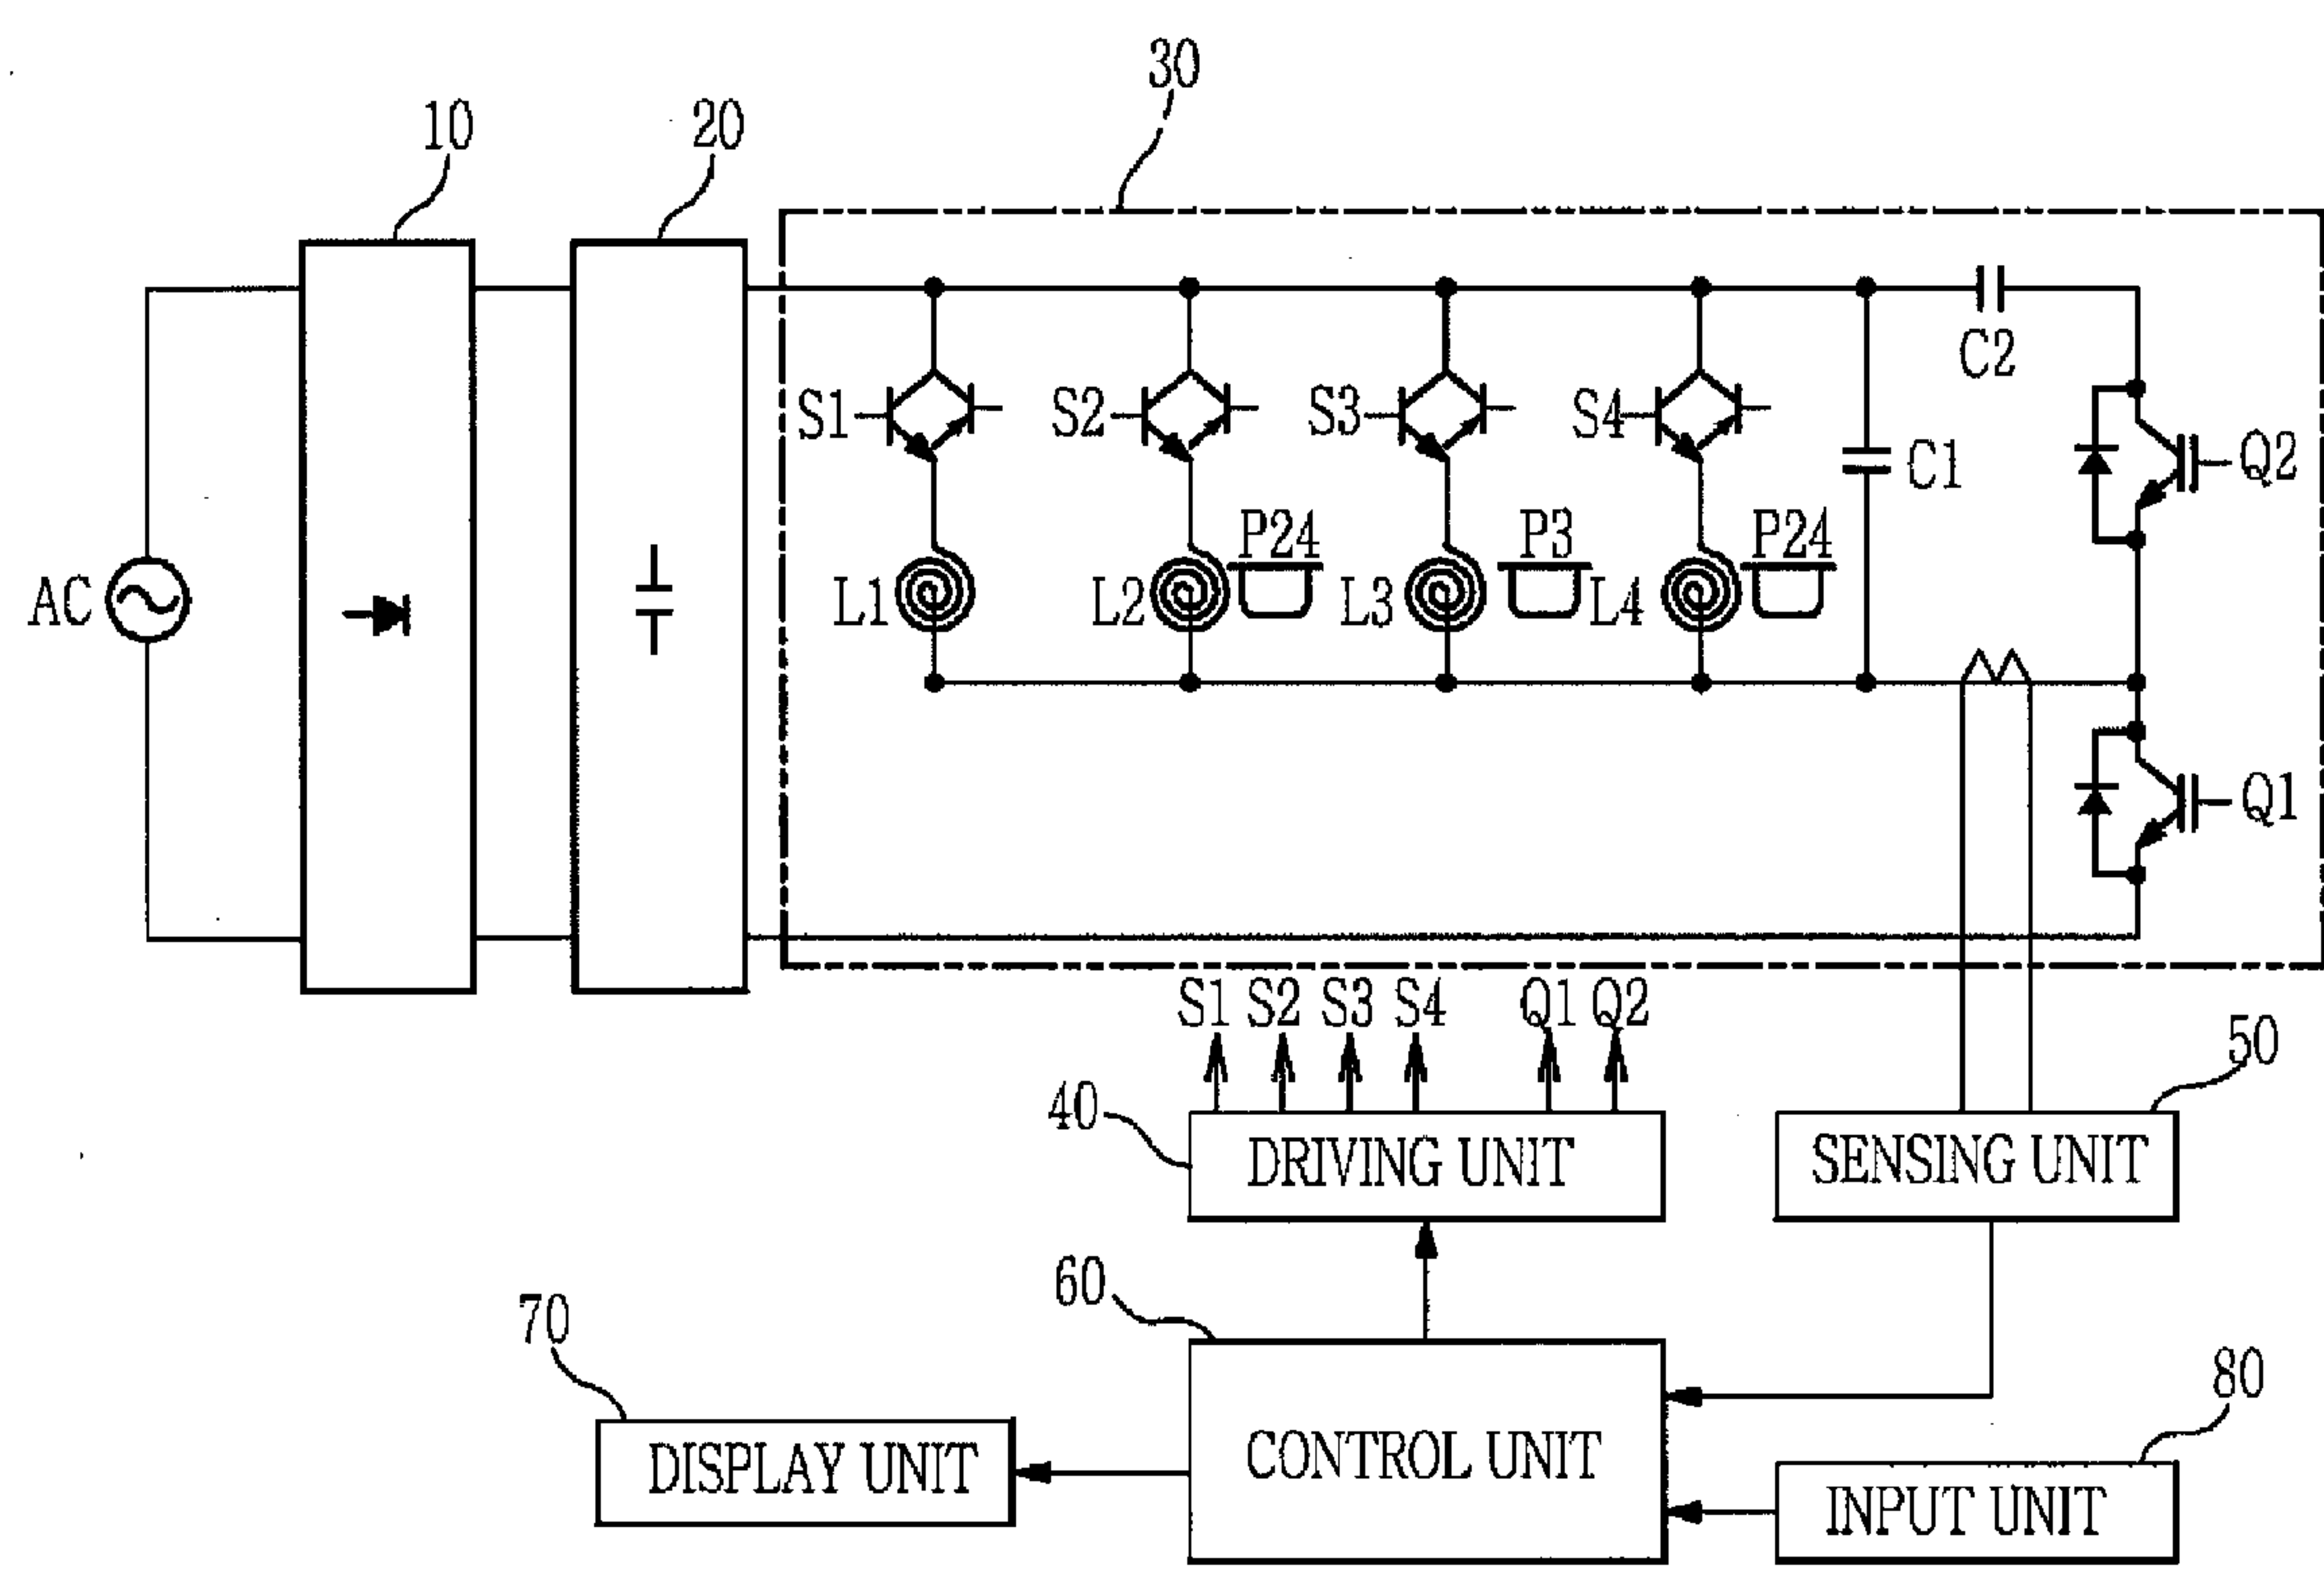 30
10
20
C2
S1
S2
S3
S4
C1
Q2
P24
P3
P24
AC
L1
L2
L3
L4
Q1
S1 S2 S3 S4 Q1 Q2
50
40
DRIVING UNIT
SENSING UNIT
60
70
80
CONTROL UNIT
DISPLAY UNIT
INPUT UNIT